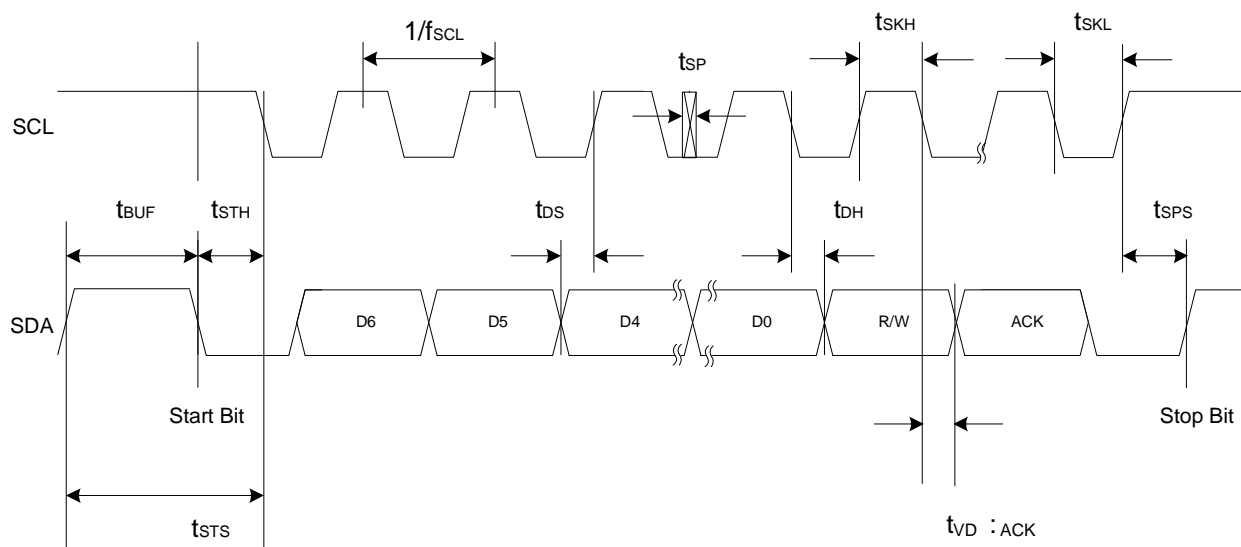 1/fSCL
tSKH
tSKL
tSP
SCL
tBUF
tSTH
tDS
tDH
tSPS
SDA
D6
D5
D4
D0
R/W
ACK
Start Bit
Stop Bit
tSTS
tVD :ACK